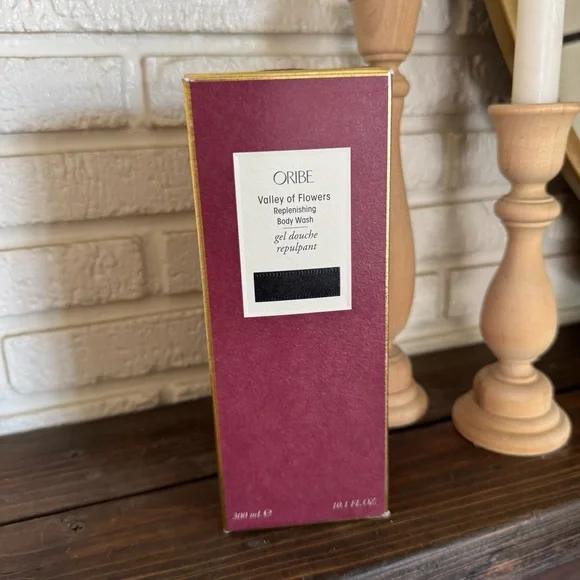 ORIBE
Valley of Flowers
Replenishing
Body Wash
gel douche
repulpant
300 mL ℮
10.1 FL.OZ.